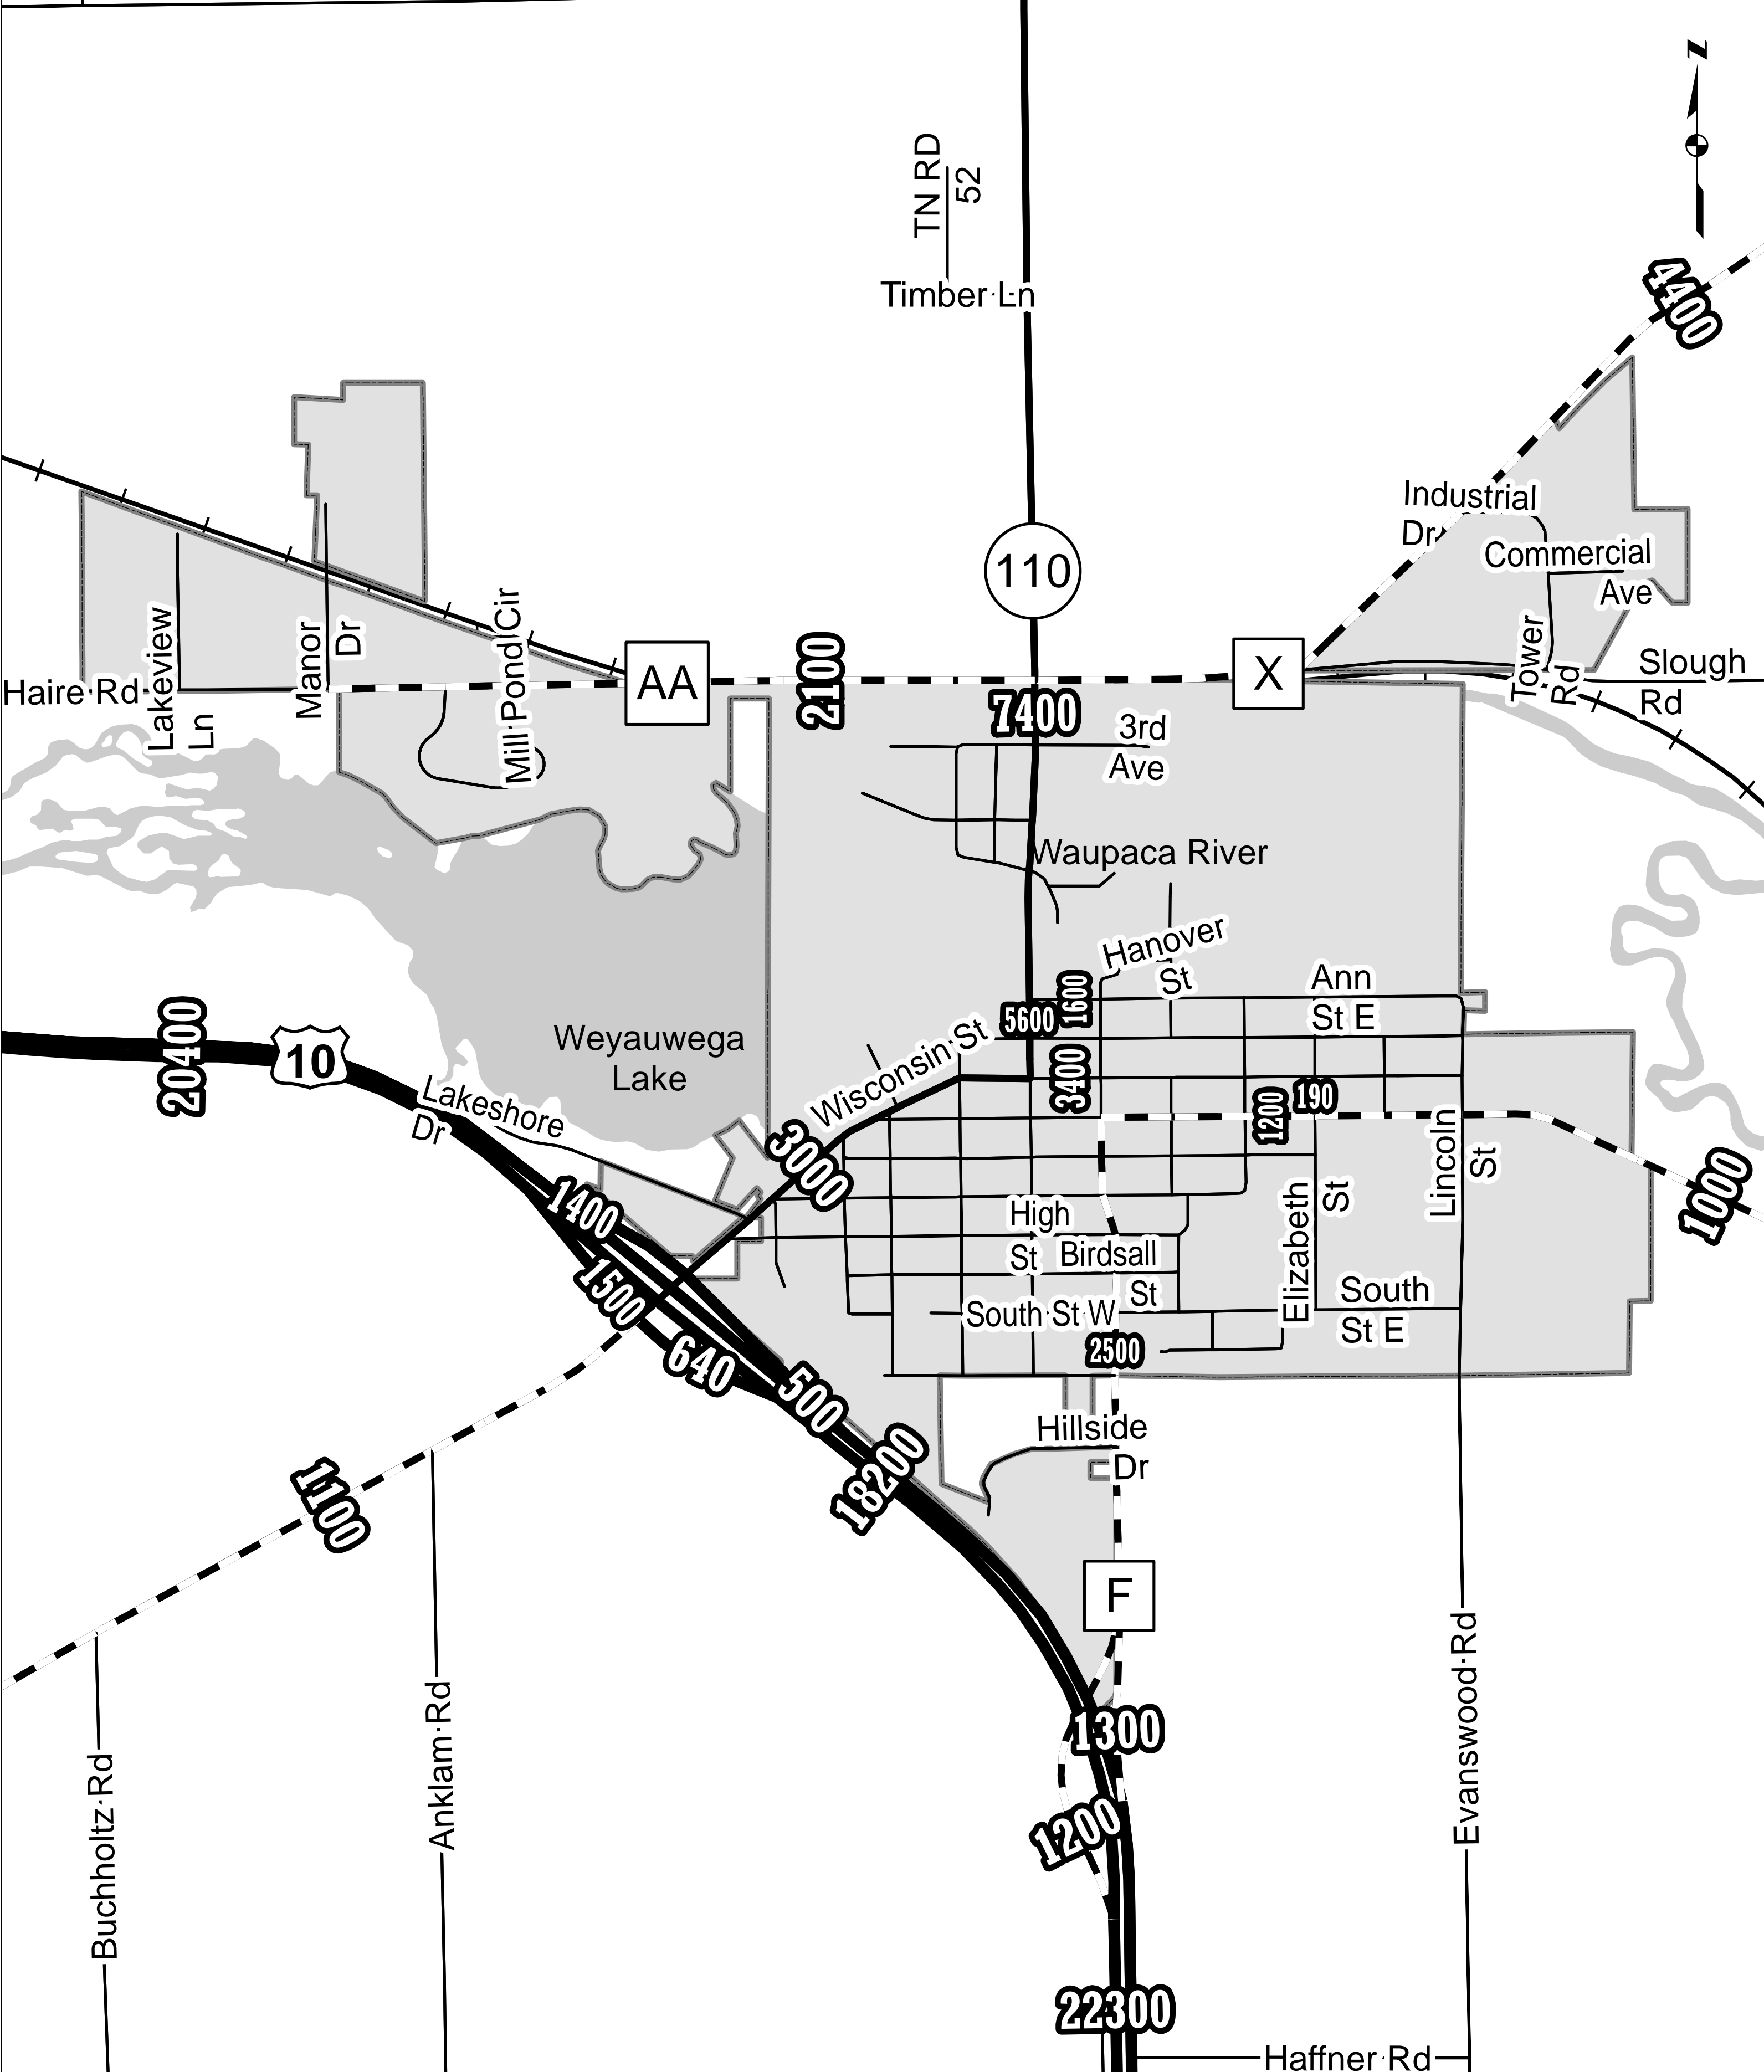 z
TN RD
52
Timber Ln
4400
Industrial
Dr
Commercial
Ave
110
Lakeview
Ln
Manor
Dr
Mill Pond Cir
Haire Rd
AA
2100
7400
X
Tower
Rd
Slough
Rd
3rd
Ave
Waupaca River
Hanover
St
Ann
St E
1600
5600
Wisconsin St
3400
20400
10
Weyauwega
Lake
Lakeshore
Dr
1200
190
Lincoln
St
1000
3000
1400
1500
640
500
High
St
Birdsall
St
Elizabeth
St
South
St E
South St W
2500
Hillside
Dr
18200
1100
F
1300
1200
Buchholtz Rd
Anklam Rd
Evanswood Rd
22300
Haffner Rd